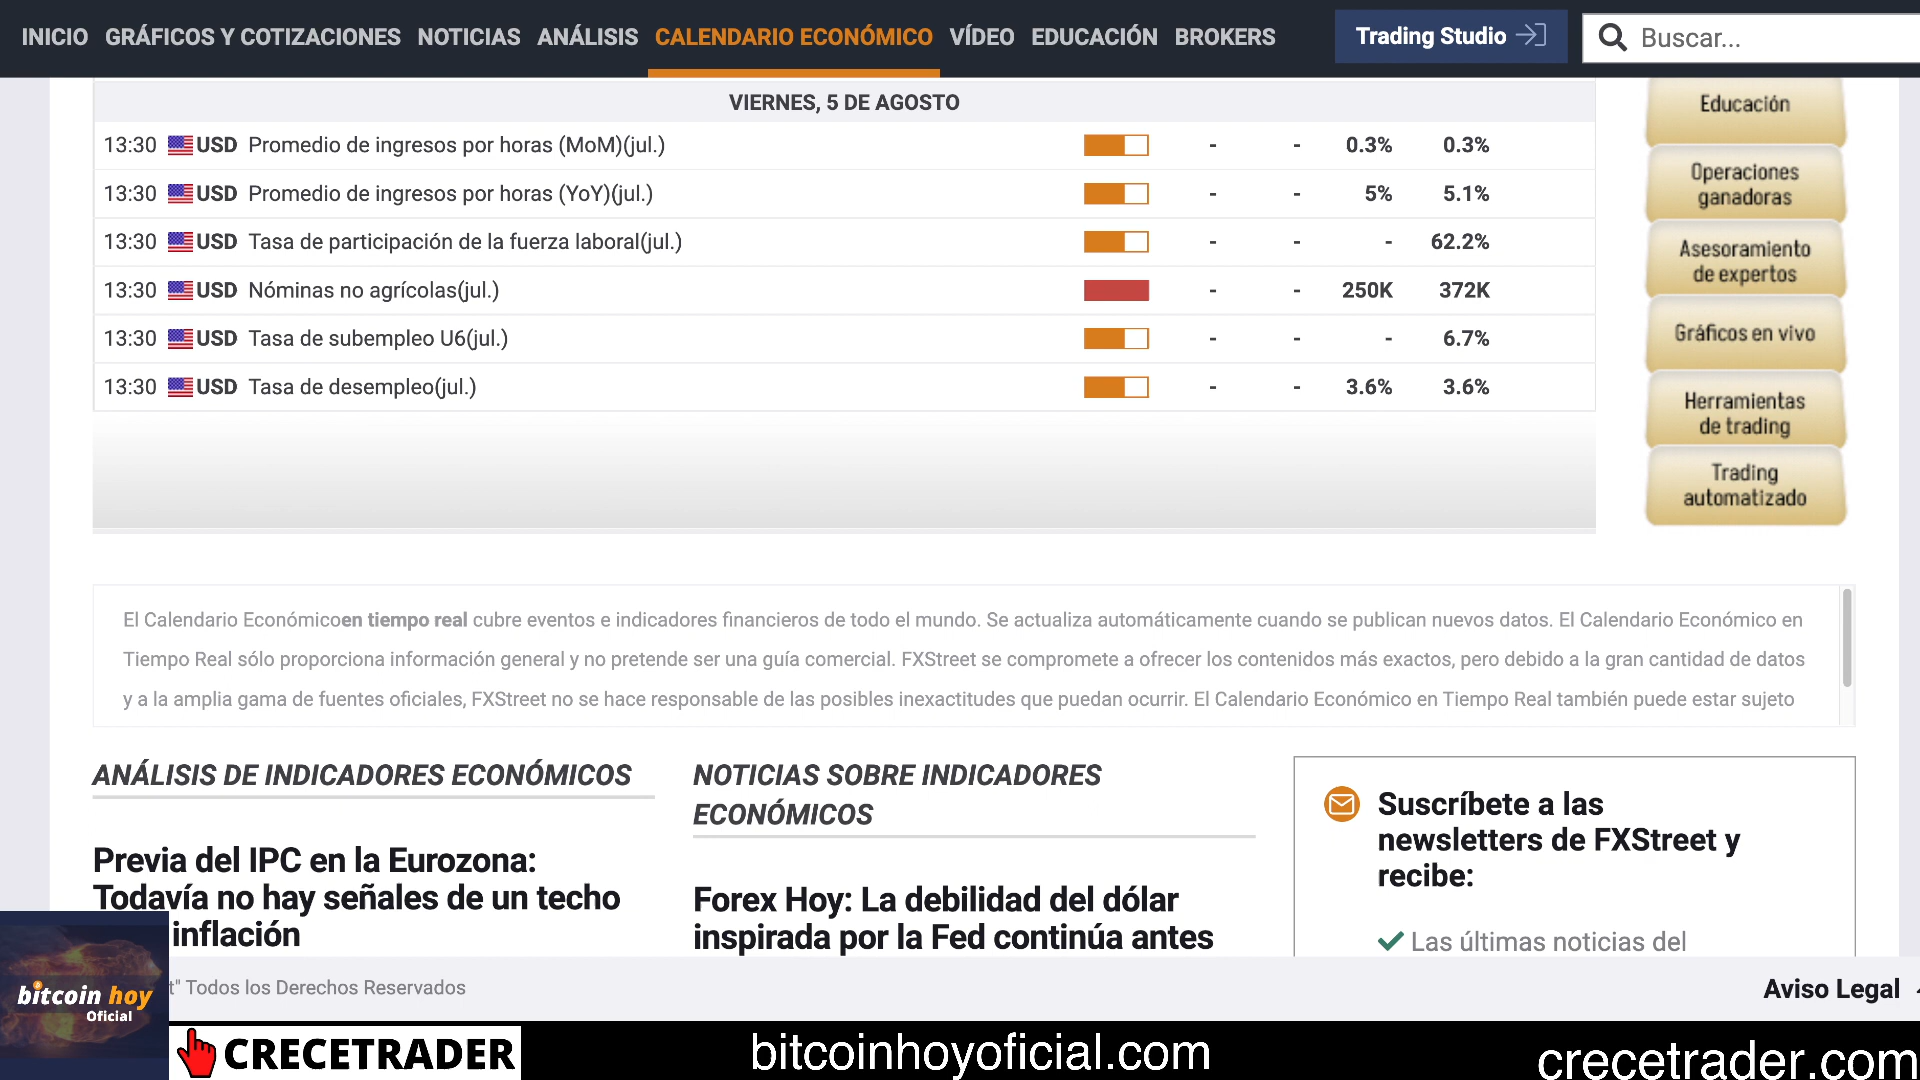 INICIO GRÁFICOS Y COTIZACIONES NOTICIAS ANÁLISIS CALENDARIO ECONÓMICO VÍDEO EDUCACIÓN BROKERS Trading Studio Buscar...
VIERNES, 5 DE AGOSTO
13:30 USD Promedio de ingresos por horas (MoM)(jul.) - - 0.3% 0.3%
13:30 USD Promedio de ingresos por horas (YoY)(jul.) - - 5% 5.1%
13:30 USD Tasa de participación de la fuerza laboral(jul.) - - - 62.2%
13:30 USD Nóminas no agrícolas(jul.) - - 250K 372K
13:30 USD Tasa de subempleo U6(jul.) - - - 6.7%
13:30 USD Tasa de desempleo(jul.) - - 3.6% 3.6%
Educación
Operaciones
ganadoras
Asesoramiento
de expertos
Gráficos en vivo
Herramientas
de trading
Trading
automatizado
El Calendario Económicoen tiempo real cubre eventos e indicadores financieros de todo el mundo. Se actualiza automáticamente cuando se publican nuevos datos. El Calendario Económico en
Tiempo Real sólo proporciona información general y no pretende ser una guía comercial. FXStreet se compromete a ofrecer los contenidos más exactos, pero debido a la gran cantidad de datos
y a la amplia gama de fuentes oficiales, FXStreet no se hace responsable de las posibles inexactitudes que puedan ocurrir. El Calendario Económico en Tiempo Real también puede estar sujeto
ANÁLISIS DE INDICADORES ECONÓMICOS
Previa del IPC en la Eurozona:
Todavía no hay señales de un techo
inflación
NOTICIAS SOBRE INDICADORES
ECONÓMICOS
Forex Hoy: La debilidad del dólar
inspirada por la Fed continúa antes
Suscríbete a las
newsletters de FXStreet y
recibe:
Las últimas noticias del
t" Todos los Derechos Reservados
Aviso Legal
bitcoin hoy
Oficial
CRECETRADER
bitcoinhoyoficial.com
crecetrader.com